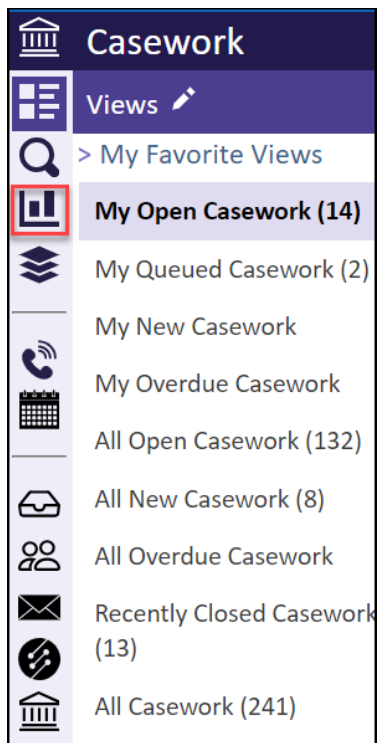 Casework
Views
> My Favorite Views
My Open Casework (14)
My Queued Casework (2)
My New Casework
My Overdue Casework
All Open Casework (132)
All New Casework (8)
All Overdue Casework
Recently Closed Casework
(13)
All Casework (241)